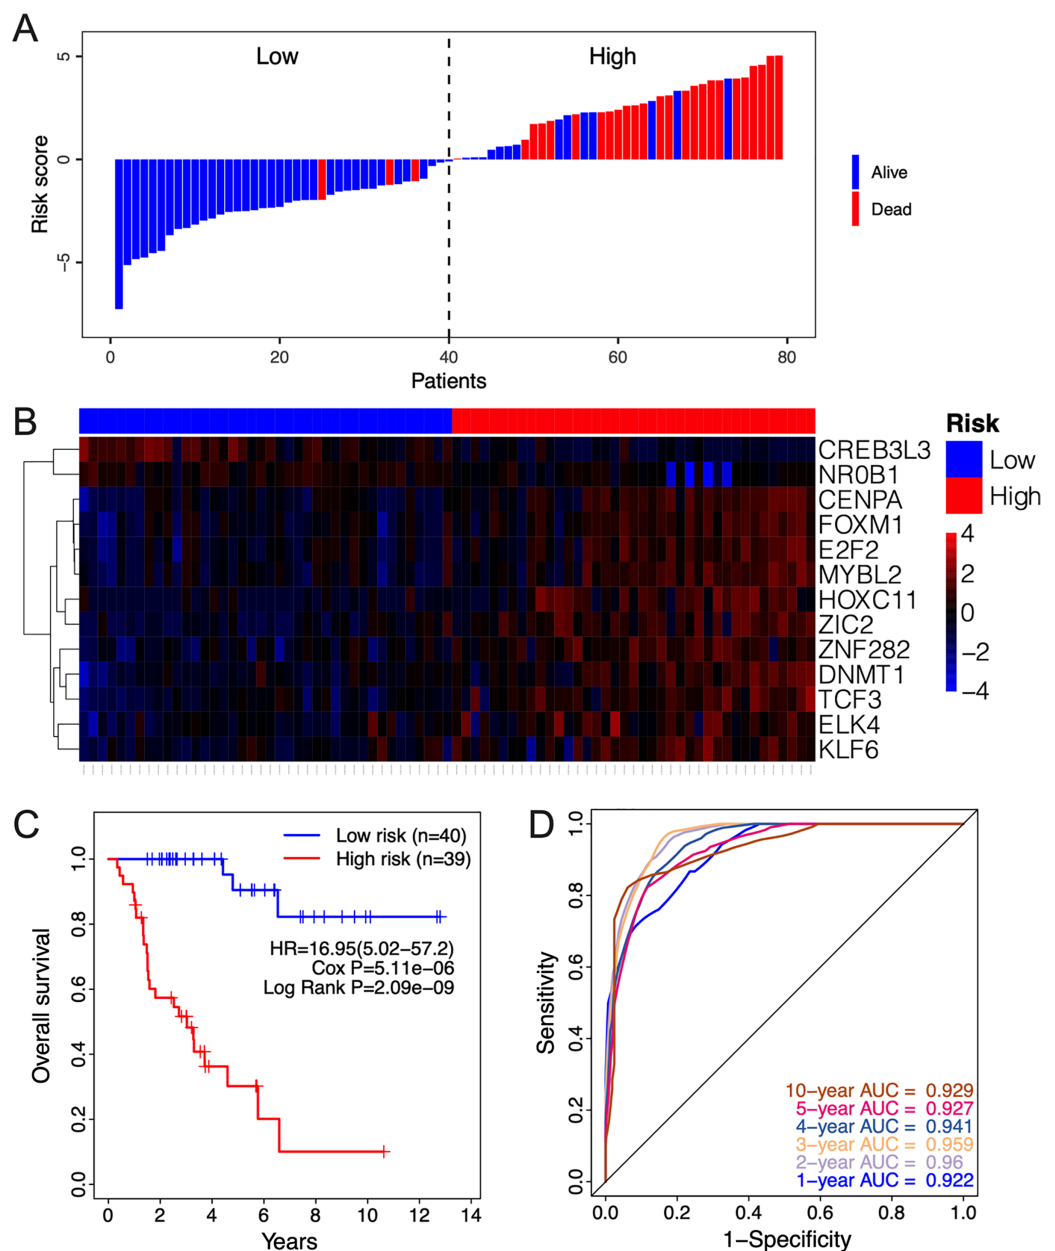 A
Low
High
5
0
−5
Risk score
Alive
Dead
0
20
40
60
80
Patients
B
CREB3L3
NR0B1
CENPA
FOXM1
E2F2
MYBL2
HOXC11
ZIC2
ZNF282
DNMT1
TCF3
ELK4
KLF6
Risk
Low
High
4
2
0
−2
−4
C
Low risk (n=40)
High risk (n=39)
HR=16.95(5.02−57.2)
Cox P=5.11e−06
Log Rank P=2.09e−09
Overall survival
1.0
0.8
0.6
0.4
0.2
0.0
0
2
4
6
8
10
12
14
Years
D
Sensitivity
1.0
0.8
0.6
0.4
0.2
0.0
10−year AUC = 0.929
5−year AUC = 0.927
4−year AUC = 0.941
3−year AUC = 0.959
2−year AUC = 0.96
1−year AUC = 0.922
0.0
0.2
0.4
0.6
0.8
1.0
1−Specificity